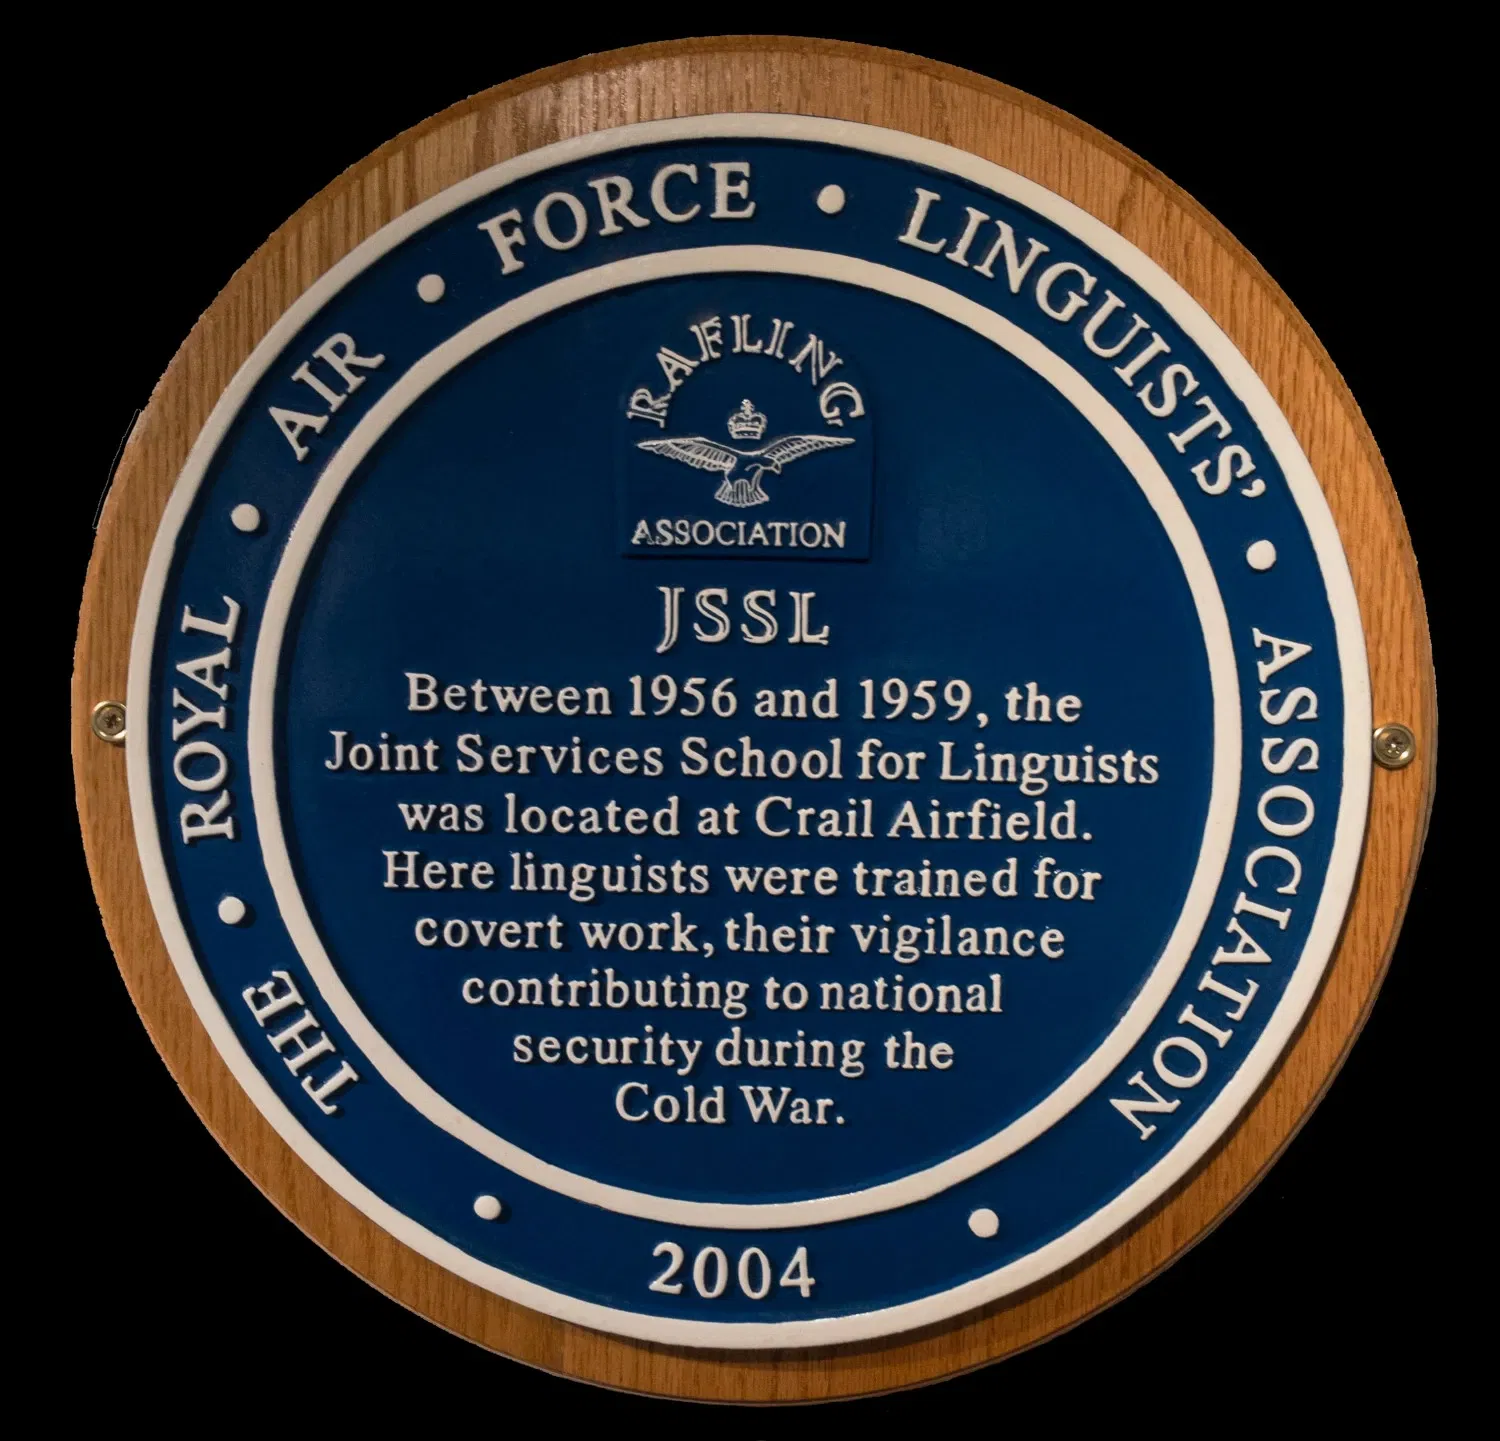 THE • ROYAL • AIR • FORCE • LINGUISTS' • ASSOCIATION
RAFLING
ASSOCIATION
JSSL
Between 1956 and 1959, the
Joint Services School for Linguists
was located at Crail Airfield.
Here linguists were trained for
covert work, their vigilance
contributing to national
security during the
Cold War.
• 2004 •